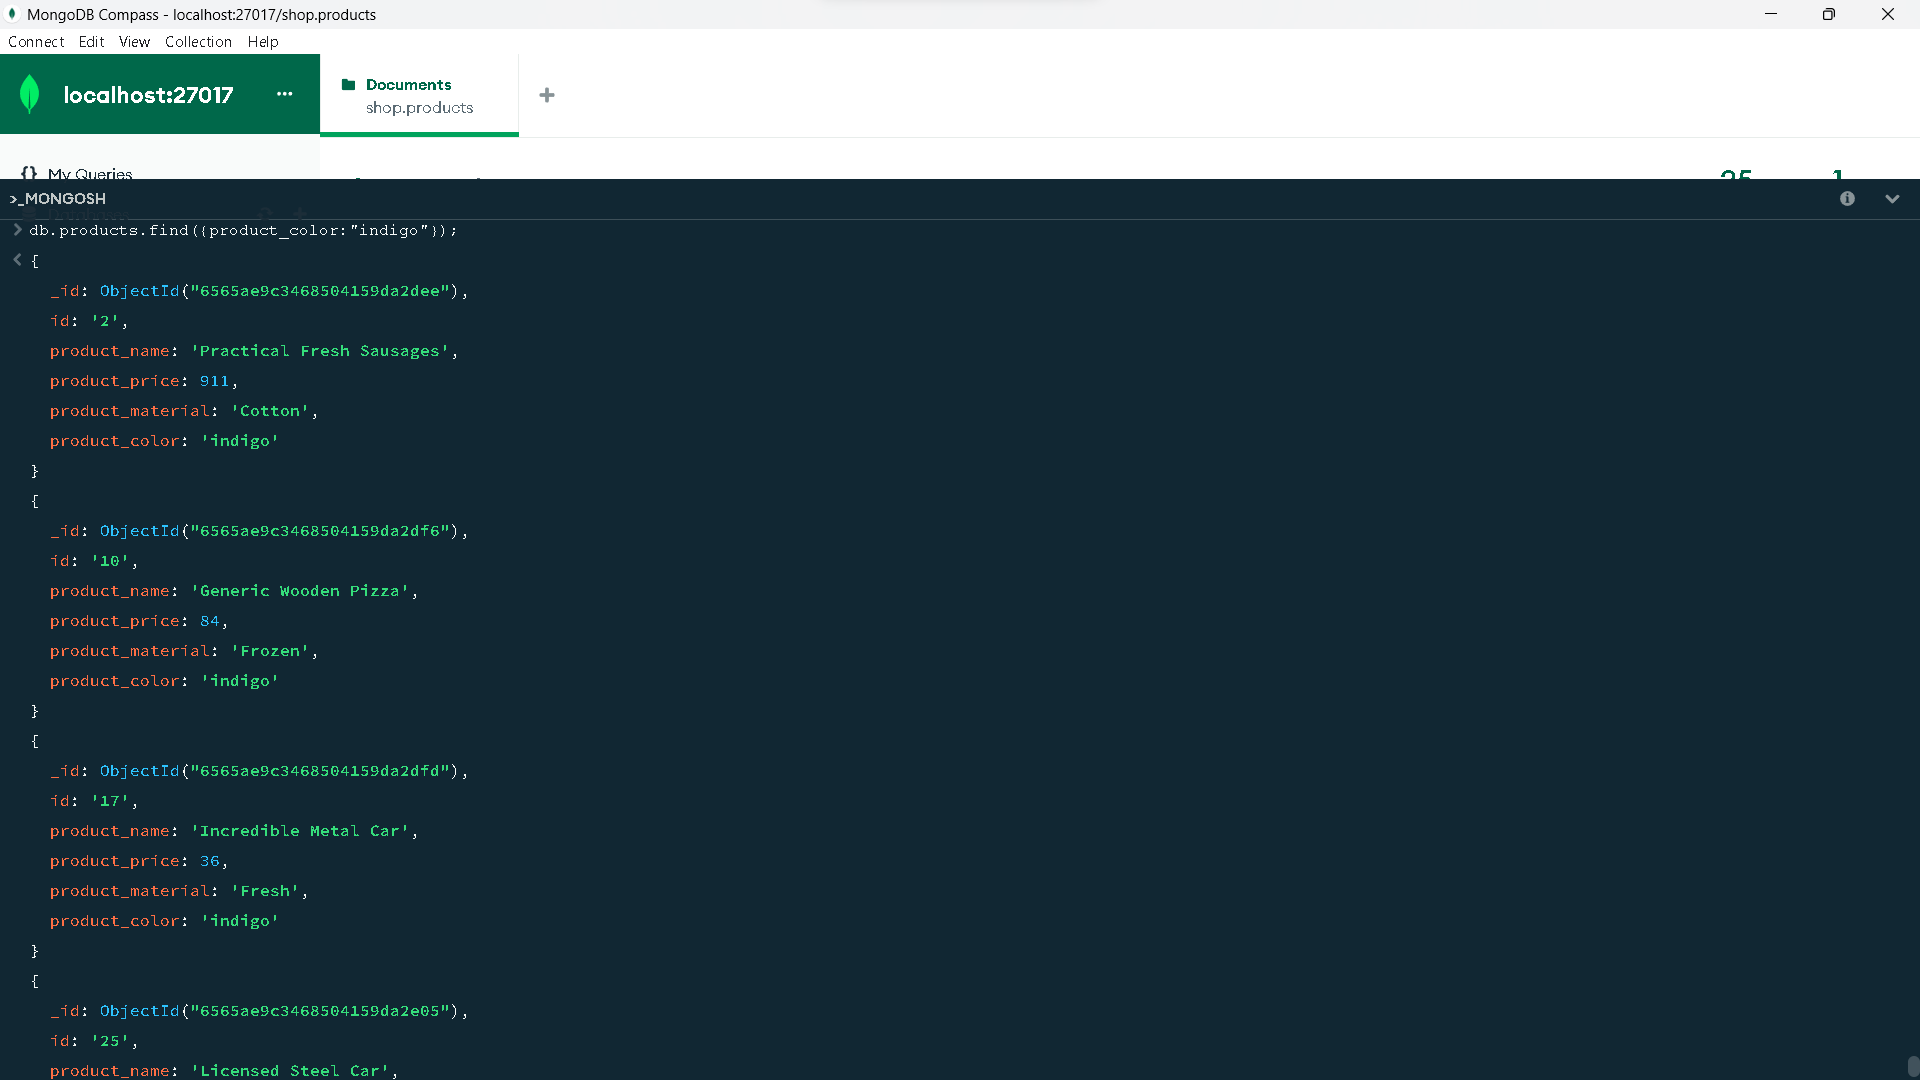 MongoDB Compass - localhost:27017/shop.products
Connect Edit View Collection Help
localhost:27017 ...
Documents
shop.products
{} My Queries
25 1
>_MONGOSH
> db.products.find({product_color:"indigo"});
< {
_id: ObjectId("6565ae9c3468504159da2dee"),
id: '2',
product_name: 'Practical Fresh Sausages',
product_price: 911,
product_material: 'Cotton',
product_color: 'indigo'
}
{
_id: ObjectId("6565ae9c3468504159da2df6"),
id: '10',
product_name: 'Generic Wooden Pizza',
product_price: 84,
product_material: 'Frozen',
product_color: 'indigo'
}
{
_id: ObjectId("6565ae9c3468504159da2dfd"),
id: '17',
product_name: 'Incredible Metal Car',
product_price: 36,
product_material: 'Fresh',
product_color: 'indigo'
}
{
_id: ObjectId("6565ae9c3468504159da2e05"),
id: '25',
product_name: 'Licensed Steel Car',